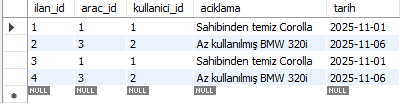 ilan_id arac_id kullanici_id aciklama tarih
1 1 1 Sahibinden temiz Corolla 2025-11-01
2 3 2 Az kullanılmış BMW 320i 2025-11-06
3 1 1 Sahibinden temiz Corolla 2025-11-01
4 3 2 Az kullanılmış BMW 320i 2025-11-06
NULL NULL NULL NULL NULL